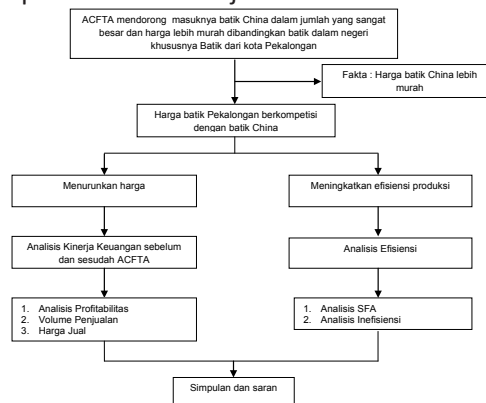 ACFTA mendorong masuknya batik China dalam jumlah yang sangat
besar dan harga lebih murah dibandingkan batik dalam negeri
khususnya Batik dari kota Pekalongan
Fakta : Harga batik China lebih
murah
Harga batik Pekalongan berkompetisi
dengan batik China
Menurunkan harga
Meningkatkan efisiensi produksi
Analisis Kinerja Keuangan sebelum
dan sesudah ACFTA
Analisis Efisiensi
1. Analisis Profitabilitas
2. Volume Penjualan
3. Harga Jual
1. Analisis SFA
2. Analisis Inefisiensi
Simpulan dan saran